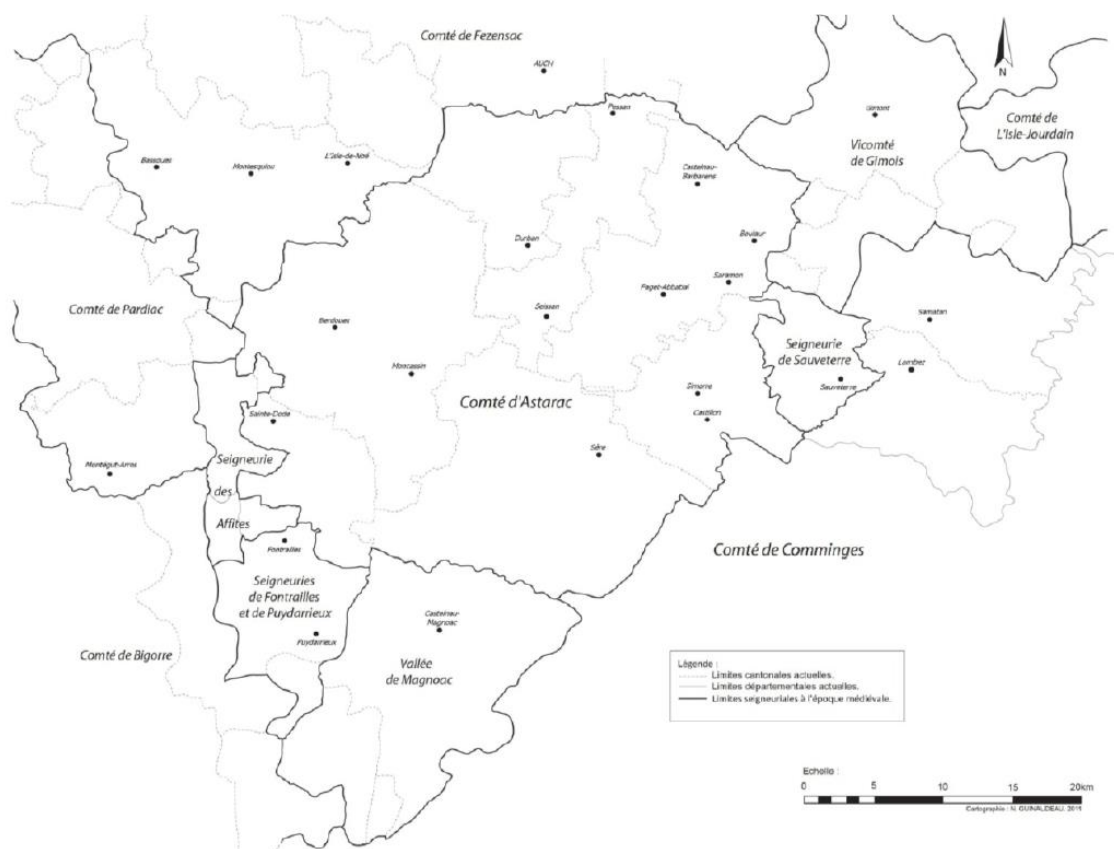 Comté de Fezensac
AUCH
N
Pessan
Gimont
Comté de
L'Isle-Jourdain
Vicomté
de Gimois
Bassoues
Montesquiou
L'Isle-de-Noé
Castelnau-
Barbarens
Durban
Boulaur
Saramon
Faget-Abbatial
Comté de Pardiac
Berdoues
Seissan
Samatan
Seigneurie
de Sauveterre
Sauveterre
Lombez
Moncassin
Comté d'Astarac
Simorre
Castillon
Sainte-Dode
Sère
Seigneurie
des
Affites
Montégut-Arros
Fontrailles
Comté de Comminges
Seigneuries
de Fontrailles
et de Puydarrieux
Puydarrieux
Castelnau-
Magnoac
Comté de Bigorre
Vallée
de Magnoac
Légende :
Limites cantonales actuelles.
Limites départementales actuelles.
Limites seigneuriales à l'époque médiévale.
Echelle :
0 5 10 15 20km
Cartographie : N. GUINAUDEAU, 2011